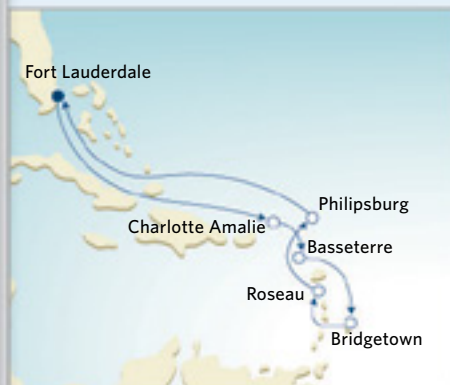 Fort Lauderdale
Philipsburg
Charlotte Amalie
Basseterre
Roseau
Bridgetown